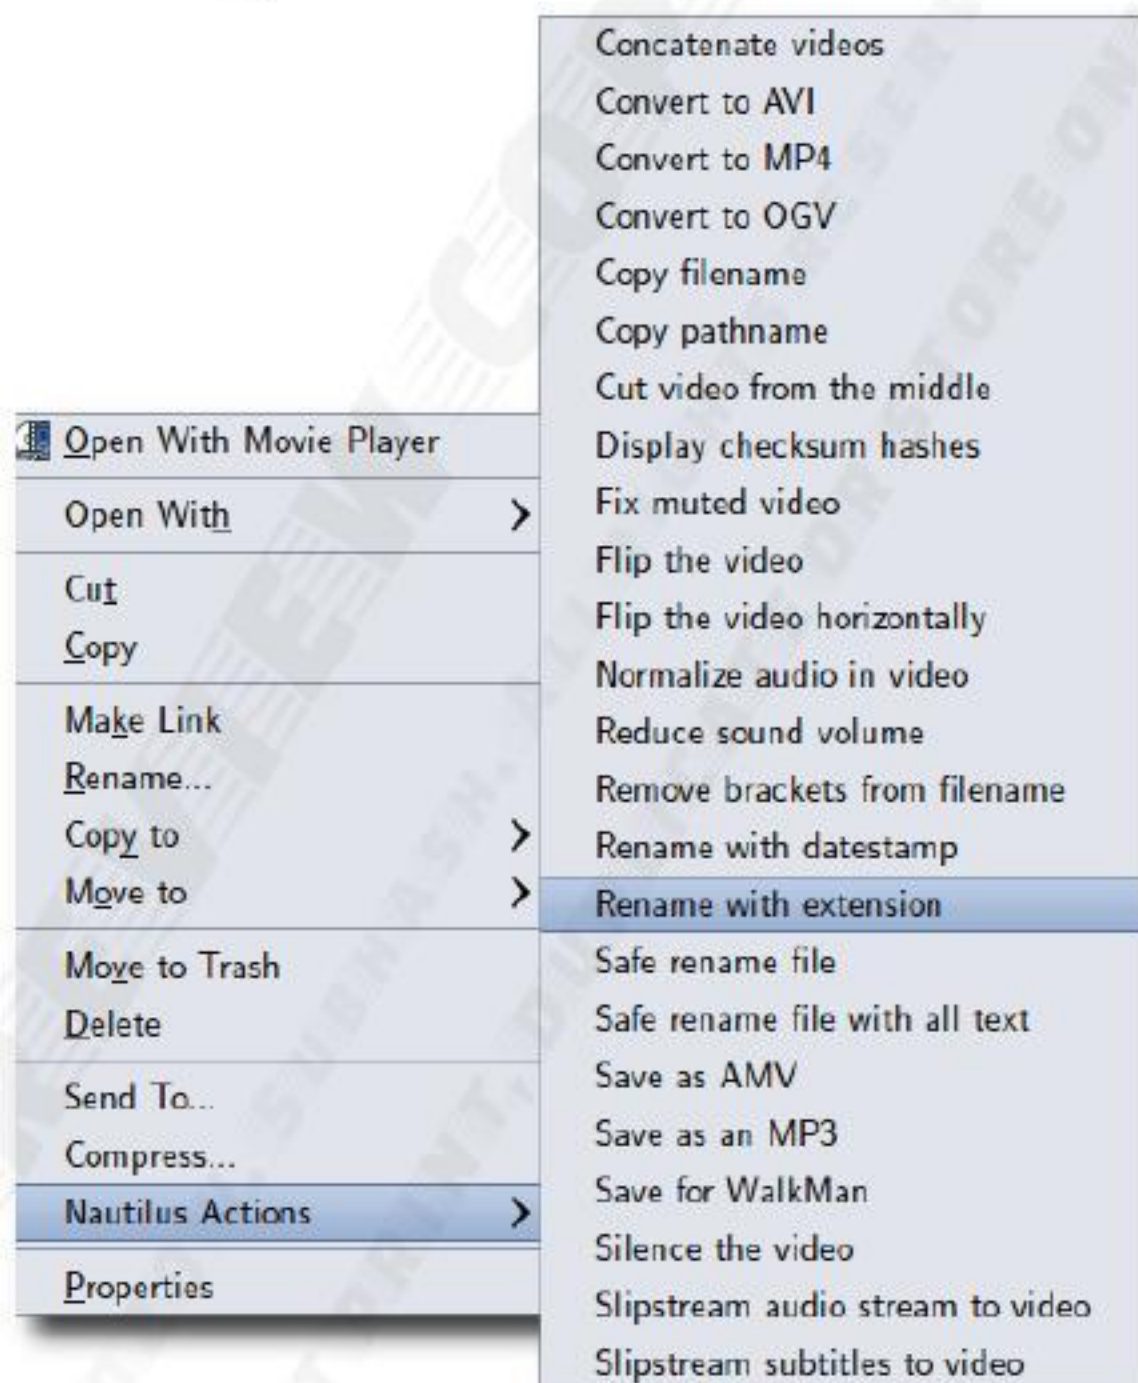 Open With Movie Player
Open With
Cut
Copy
Make Link
Rename...
Copy to
Move to
Move to Trash
Delete
Send To...
Compress...
Nautilus Actions
Properties
Concatenate videos
Convert to AVI
Convert to MP4
Convert to OGV
Copy filename
Copy pathname
Cut video from the middle
Display checksum hashes
Fix muted video
Flip the video
Flip the video horizontally
Normalize audio in video
Reduce sound volume
Remove brackets from filename
Rename with datestamp
Rename with extension
Safe rename file
Safe rename file with all text
Save as AMV
Save as an MP3
Save for WalkMan
Silence the video
Slipstream audio stream to video
Slipstream subtitles to video